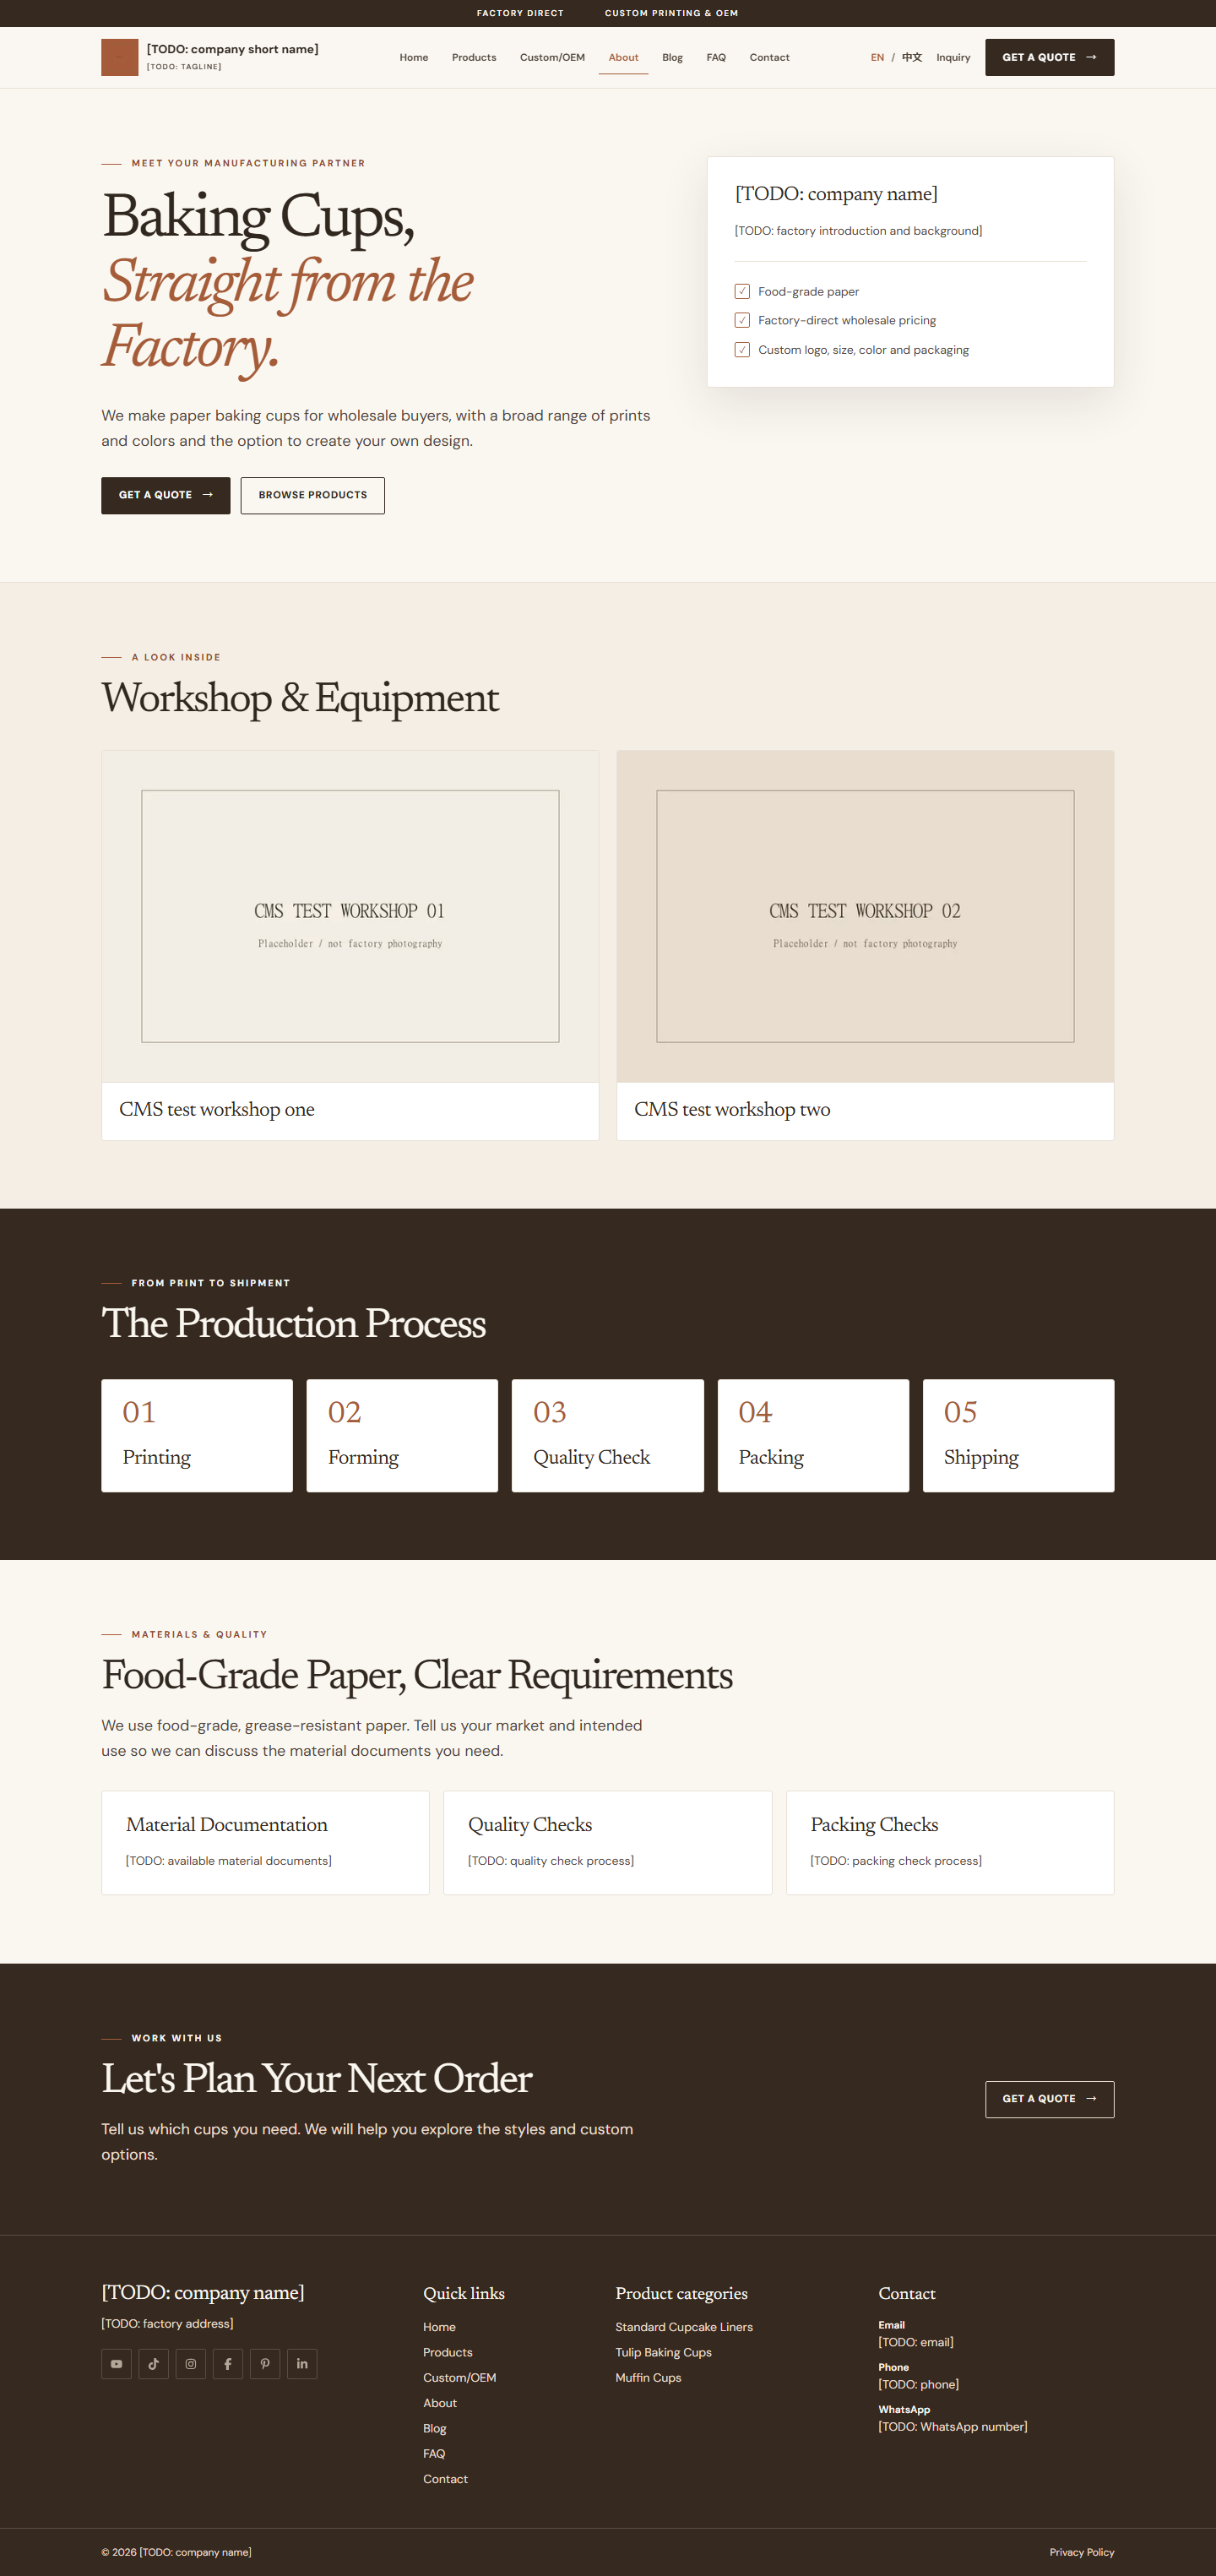 FACTORY DIRECT
CUSTOM PRINTING & OEM
[TODO: company short name]
[TODO: TAGLINE]
Home
Products
Custom/OEM
About
Blog
FAQ
Contact
EN / 中文
Inquiry
GET A QUOTE →
MEET YOUR MANUFACTURING PARTNER
Baking Cups,
Straight from the
Factory.
We make paper baking cups for wholesale buyers, with a broad range of prints
and colors and the option to create your own design.
GET A QUOTE →
BROWSE PRODUCTS
[TODO: company name]
[TODO: factory introduction and background]
✓ Food-grade paper
✓ Factory-direct wholesale pricing
✓ Custom logo, size, color and packaging
A LOOK INSIDE
Workshop & Equipment
CMS TEST WORKSHOP 01
Placeholder / not factory photography
CMS test workshop one
CMS TEST WORKSHOP 02
Placeholder / not factory photography
CMS test workshop two
FROM PRINT TO SHIPMENT
The Production Process
01
Printing
02
Forming
03
Quality Check
04
Packing
05
Shipping
MATERIALS & QUALITY
Food-Grade Paper, Clear Requirements
We use food-grade, grease-resistant paper. Tell us your market and intended
use so we can discuss the material documents you need.
Material Documentation
[TODO: available material documents]
Quality Checks
[TODO: quality check process]
Packing Checks
[TODO: packing check process]
WORK WITH US
Let's Plan Your Next Order
Tell us which cups you need. We will help you explore the styles and custom
options.
GET A QUOTE →
[TODO: company name]
[TODO: factory address]
Quick links
Home
Products
Custom/OEM
About
Blog
FAQ
Contact
Product categories
Standard Cupcake Liners
Tulip Baking Cups
Muffin Cups
Contact
Email
[TODO: email]
Phone
[TODO: phone]
WhatsApp
[TODO: WhatsApp number]
© 2026 [TODO: company name]
Privacy Policy